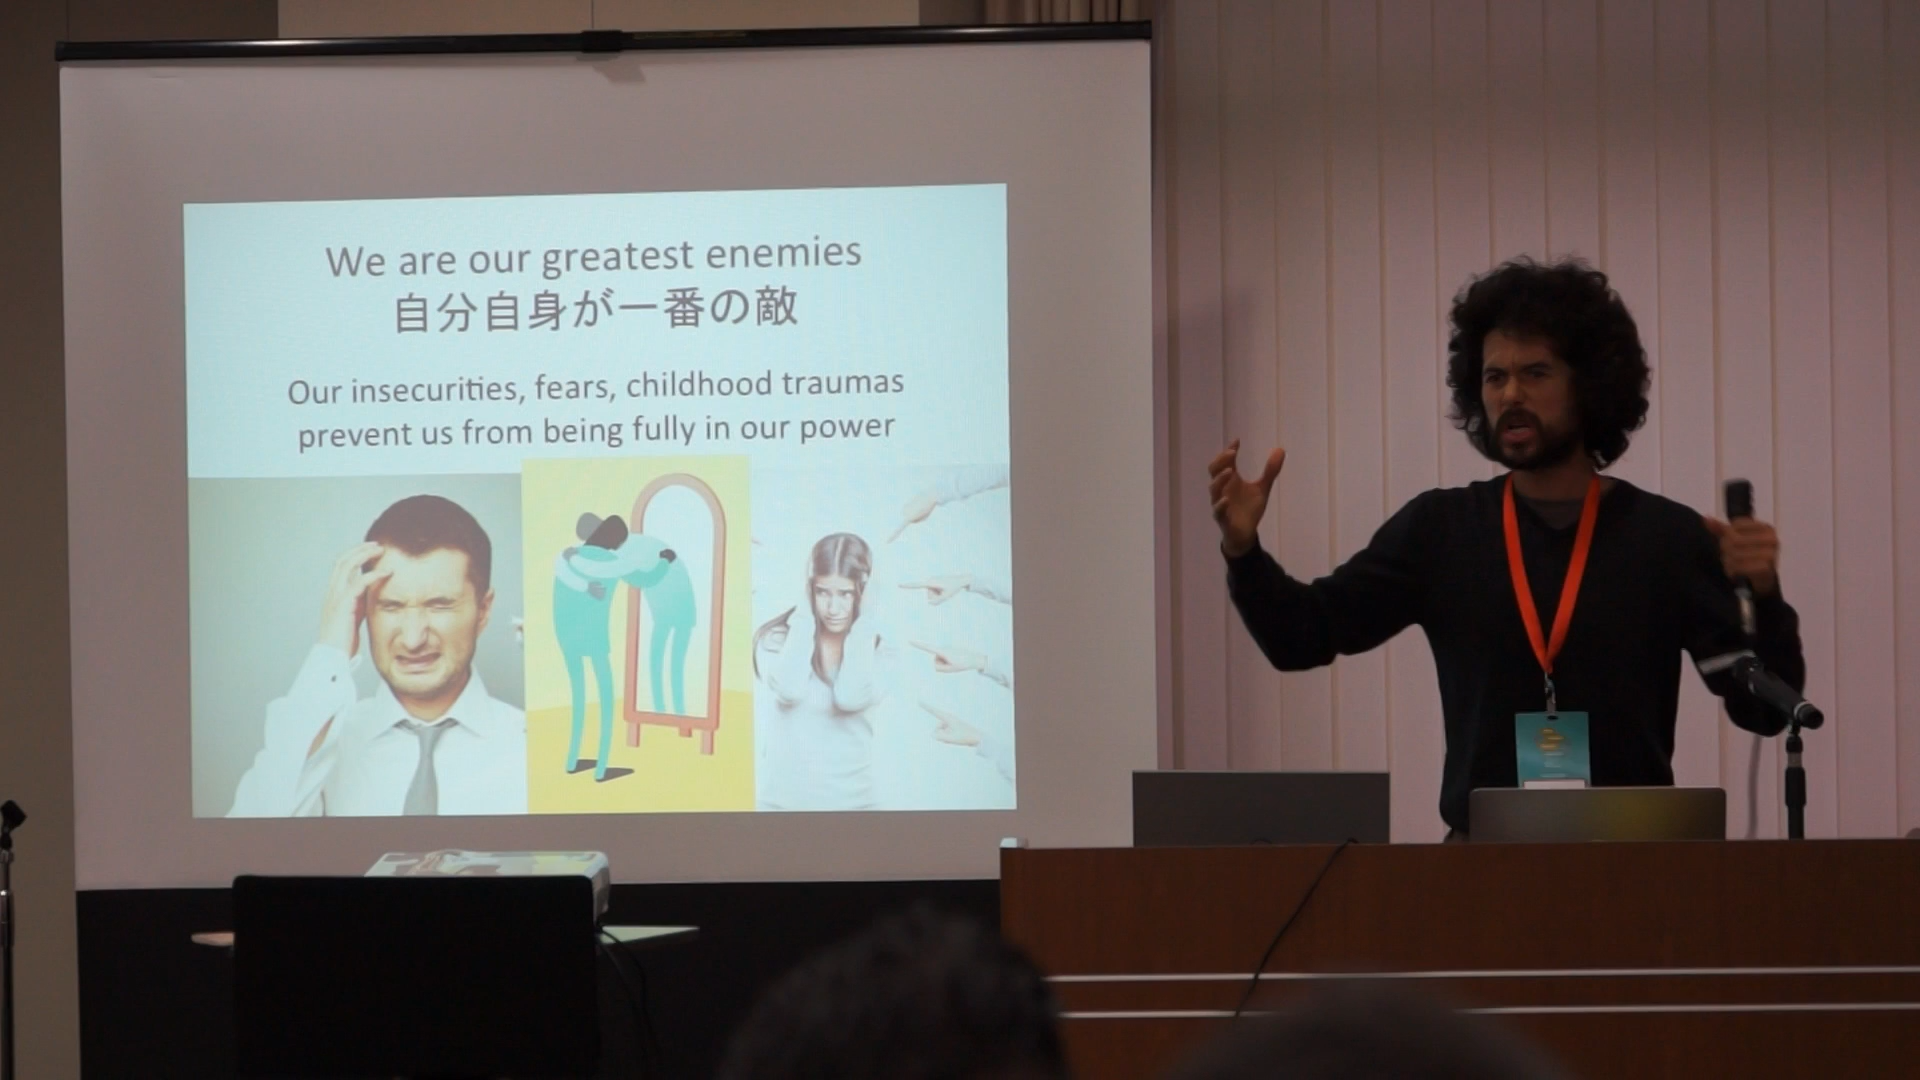 We are our greatest enemies
自分自身が一番の敵
Our insecurities, fears, childhood traumas
prevent us from being fully in our power